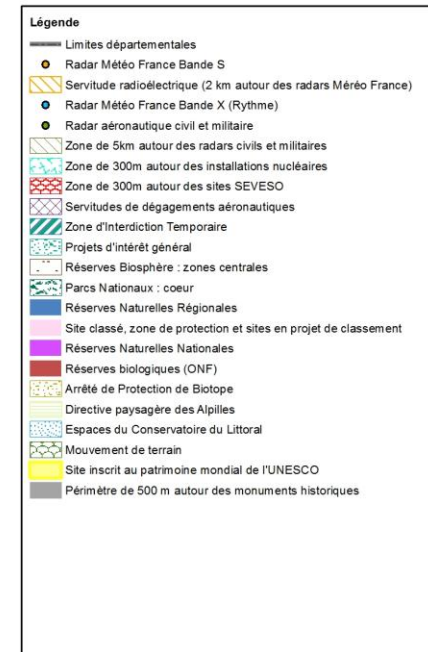 Légende
Limites départementales
Radar Météo France Bande S
Servitude radioélectrique (2 km autour des radars Méréo France)
Radar Météo France Bande X (Rythme)
Radar aéronautique civil et militaire
Zone de 5km autour des radars civils et militaires
Zone de 300m autour des installations nucléaires
Zone de 300m autour des sites SEVESO
Servitudes de dégagements aéronautiques
Zone d'Interdiction Temporaire
Projets d'intérêt général
Réserves Biosphère : zones centrales
Parcs Nationaux : coeur
Réserves Naturelles Régionales
Site classé, zone de protection et sites en projet de classement
Réserves Naturelles Nationales
Réserves biologiques (ONF)
Arrêté de Protection de Biotope
Directive paysagère des Alpilles
Espaces du Conservatoire du Littoral
Mouvement de terrain
Site inscrit au patrimoine mondial de l'UNESCO
Périmètre de 500 m autour des monuments historiques